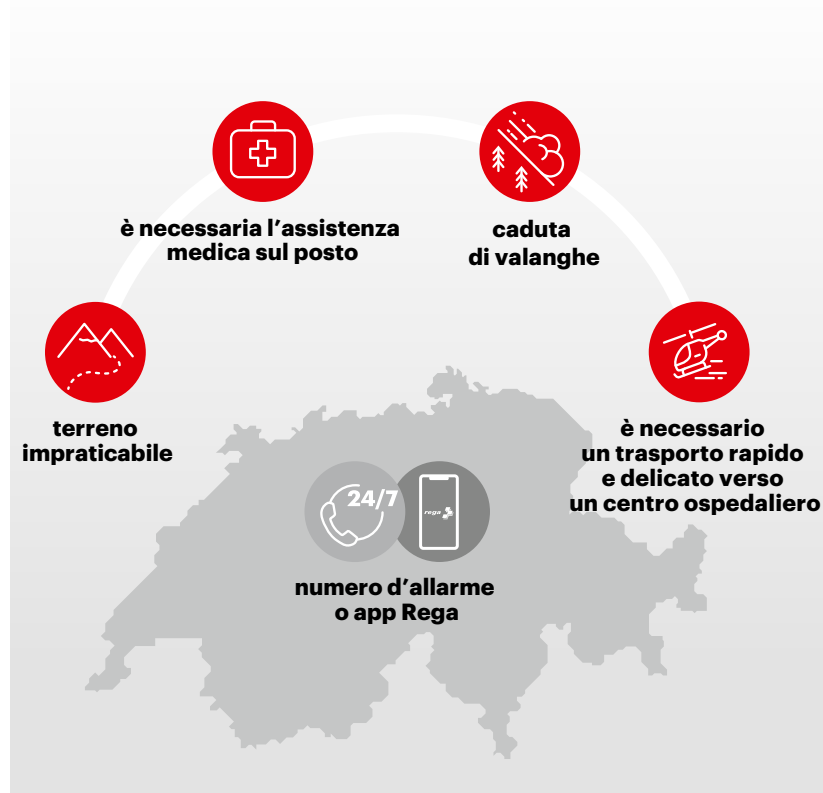 è necessaria l’assistenza
medica sul posto
caduta
di valanghe
terreno
impraticabile
è necessario
un trasporto rapido
e delicato verso
un centro ospedaliero
24/7
rega
numero d’allarme
o app Rega